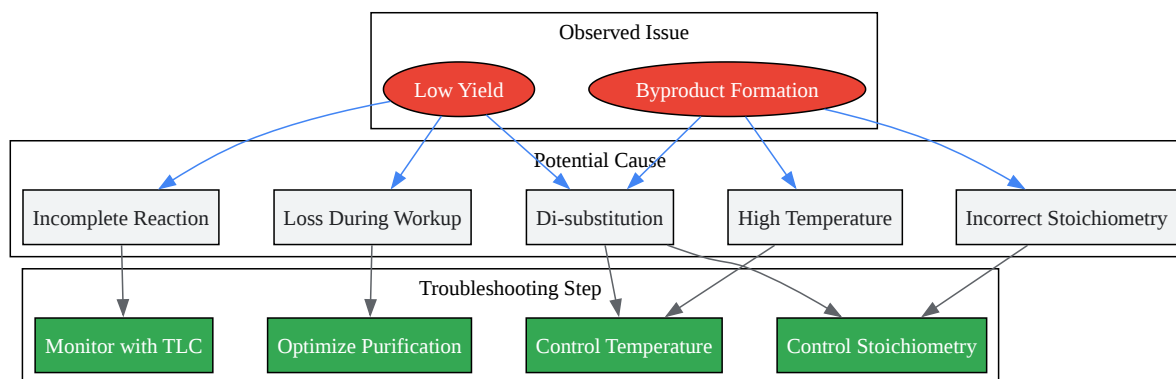 Observed Issue
Low Yield
Byproduct Formation
Potential Cause
Incomplete Reaction
Loss During Workup
Di-substitution
High Temperature
Incorrect Stoichiometry
Troubleshooting Step
Monitor with TLC
Optimize Purification
Control Temperature
Control Stoichiometry